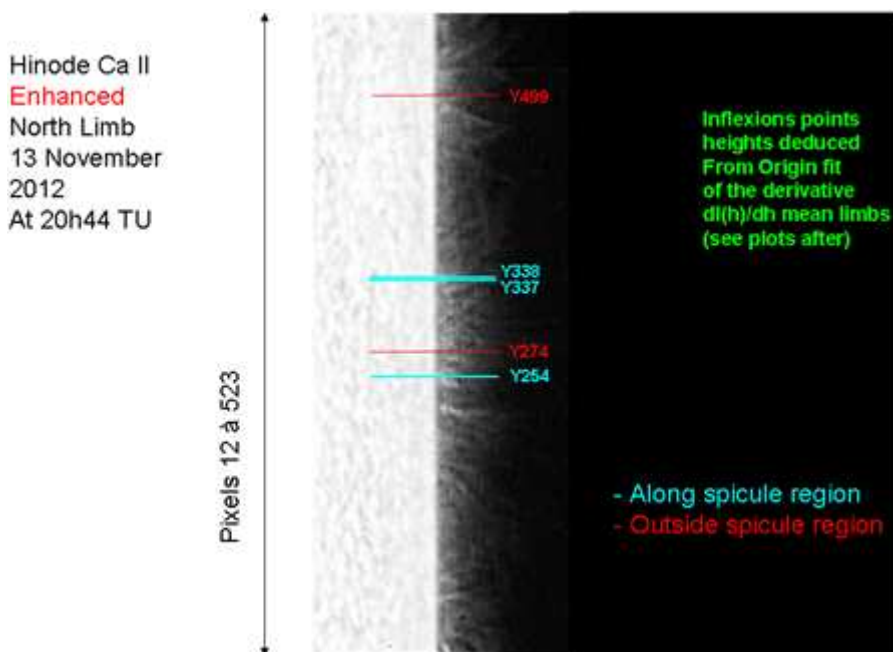 Hinode Ca II
Enhanced
North Limb
13 November
2012
At 20h44 TU
Pixels 12 à 523
Y499
Y338
Y337
Y274
Y254
Inflexions points
heights deduced
From Origin fit
of the derivative
dI(h)/dh mean limbs
(see plots after)
- Along spicule region
- Outside spicule region